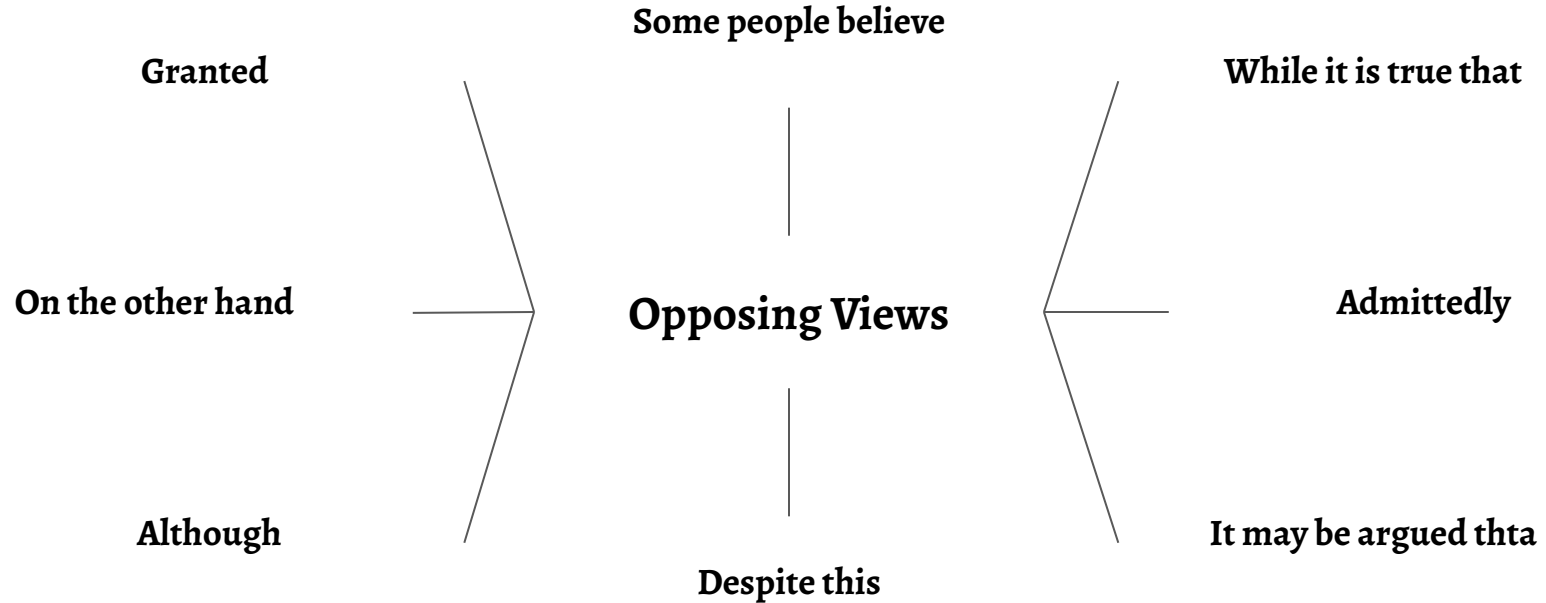 Some people believe
Granted
While it is true that
On the other hand
Opposing Views
Admittedly
Although
It may be argued thta
Despite this